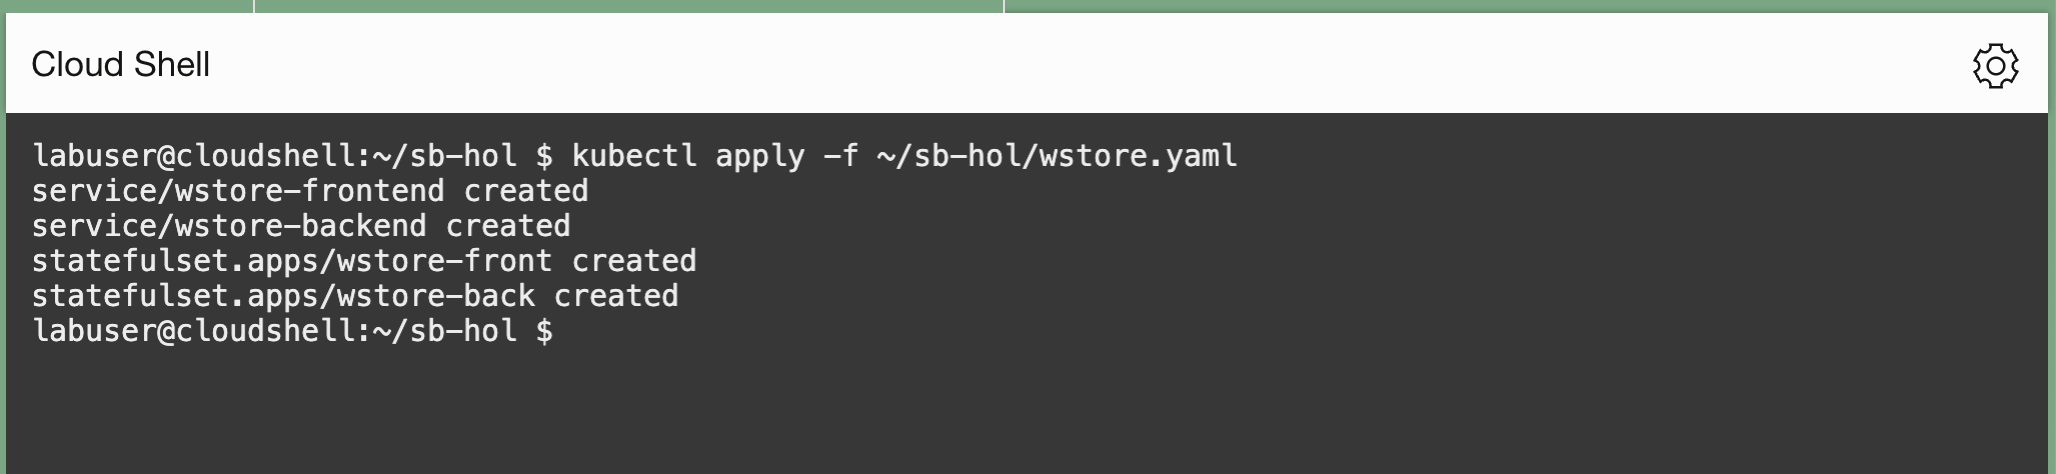 Cloud Shell
labuser@cloudshell:~/sb-hol $ kubectl apply -f ~/sb-hol/wstore.yaml
service/wstore-frontend created
service/wstore-backend created
statefulset.apps/wstore-front created
statefulset.apps/wstore-back created
labuser@cloudshell:~/sb-hol $